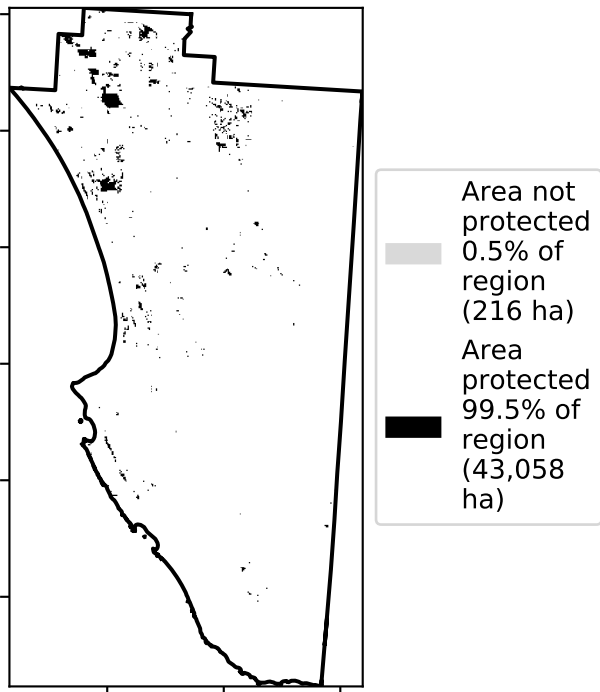 Area not
protected
0.5% of
region
(216 ha)
Area
protected
99.5% of
region
(43,058
ha)